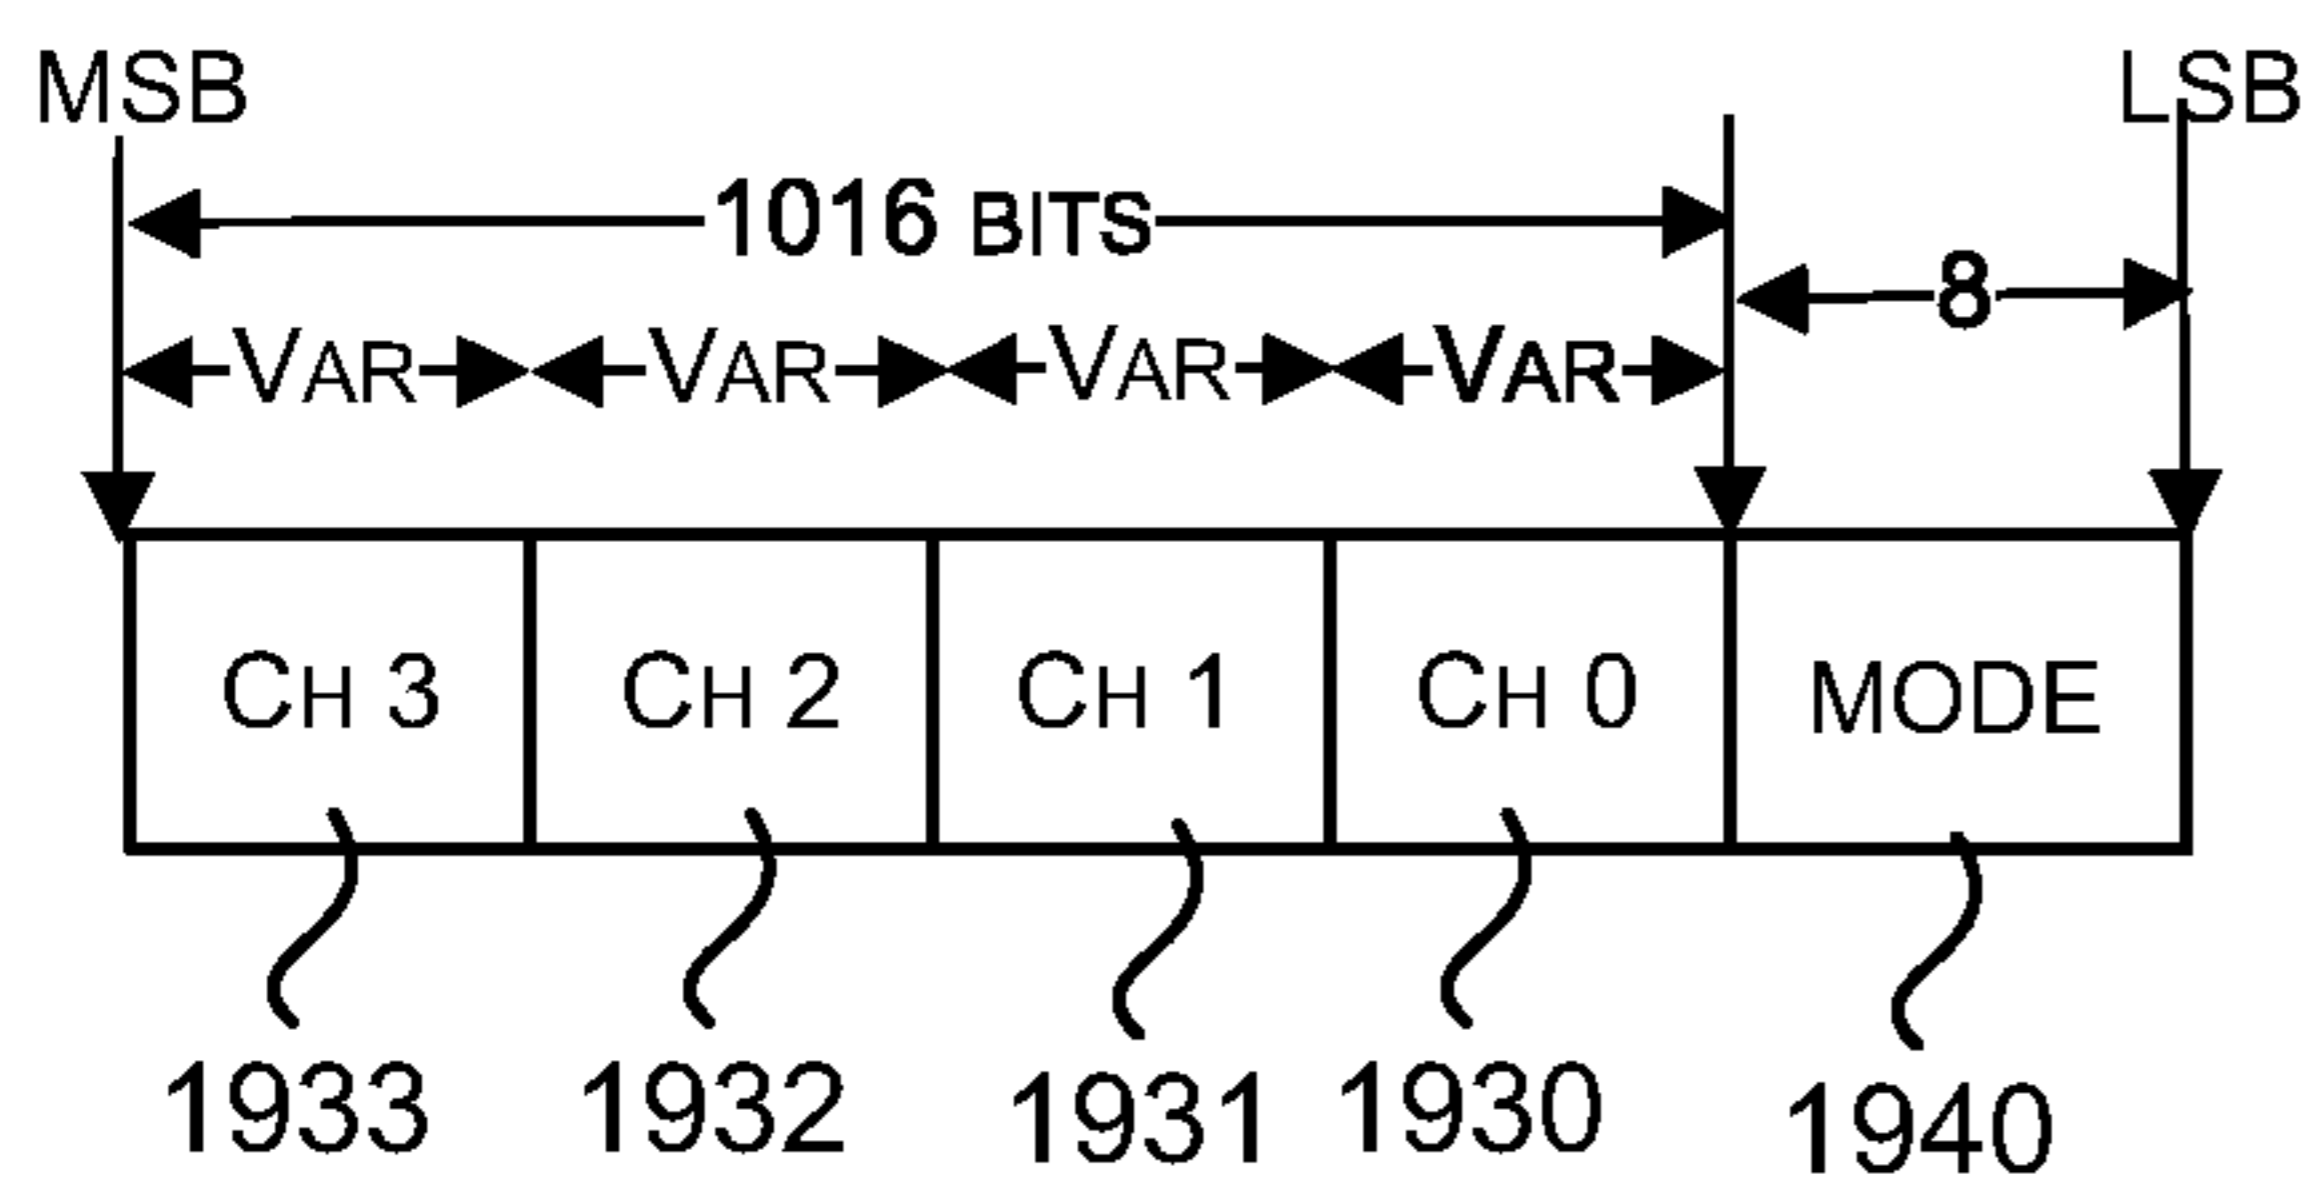 MSB LSB
1016 BITS
8
VAR VAR VAR VAR
CH 3 CH 2 CH 1 CH 0 MODE
1933 1932 1931 1930 1940